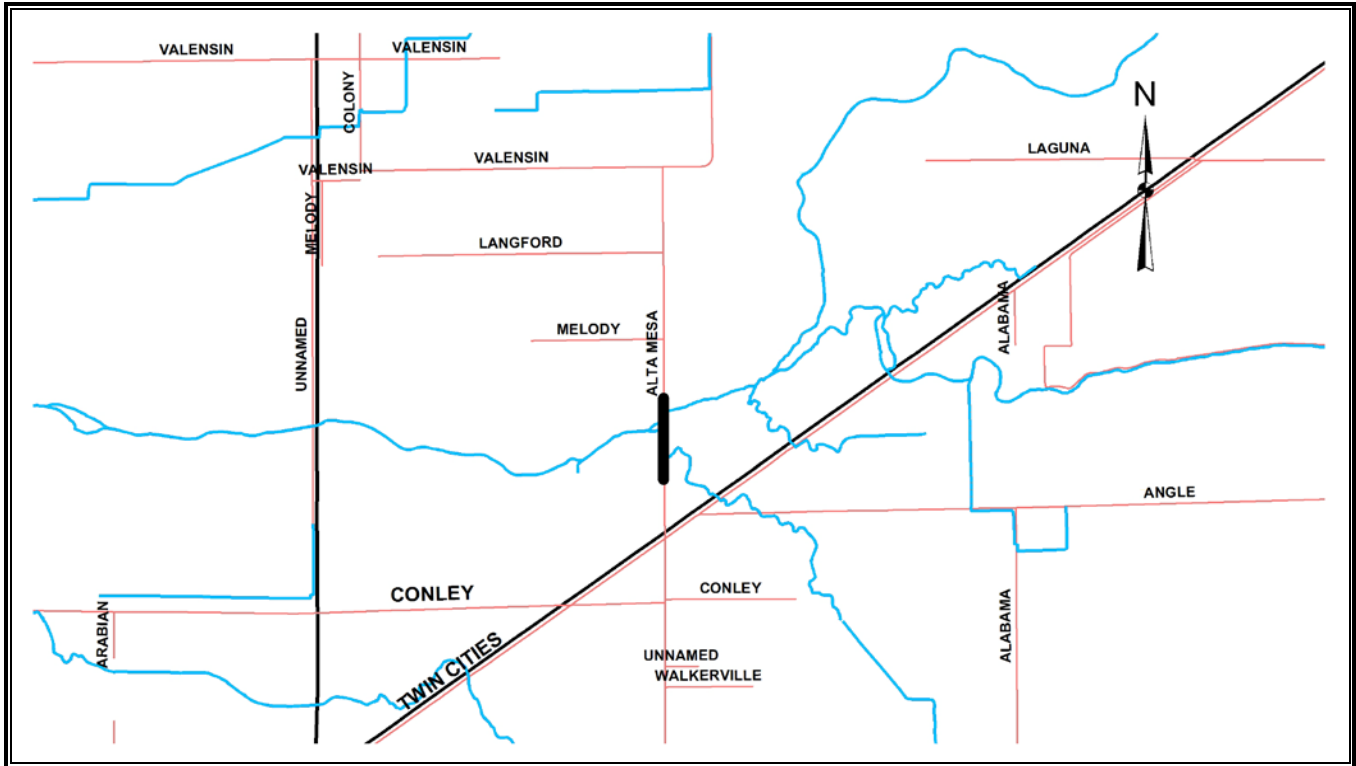 VALENSIN
VALENSIN
COLONY
N
LAGUNA
VALENSIN
VALENSIN
MELODY
LANGFORD
ALABAMA
MELODY
ALTA MESA
UNNAMED
ANGLE
CONLEY
CONLEY
ARABIAN
ALABAMA
TWIN CITIES
UNNAMED
WALKERVILLE